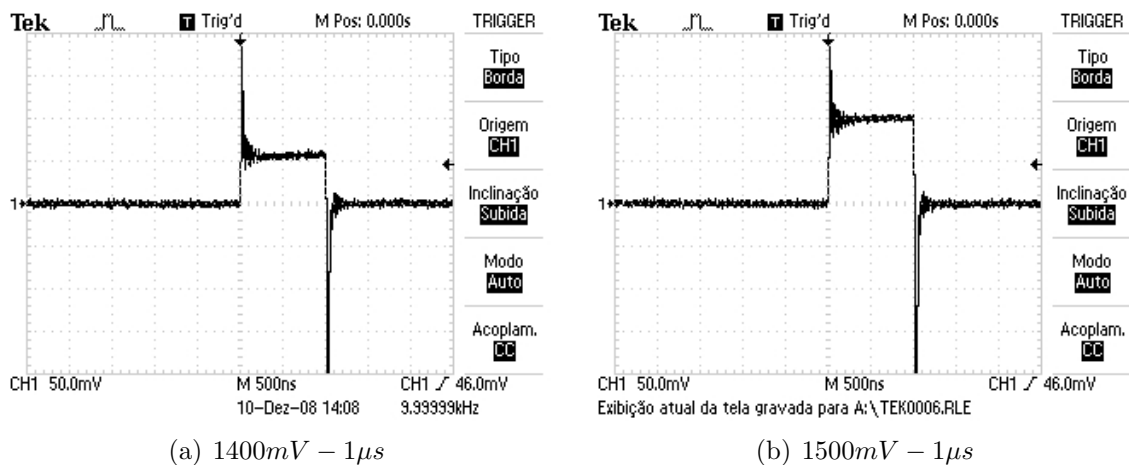 Tek Trig'd M Pos: 0.000s TRIGGER
Tipo
Borda
Origem
CH1
1
Inclinação
Subida
Modo
Auto
Acoplam.
CC
CH1 50.0mV M 500ns CH1 46.0mV
10-Dez-08 14:08 9.99999kHz
(a) 1400mV − 1μs
Tek Trig'd M Pos: 0.000s TRIGGER
Tipo
Borda
Origem
CH1
1
Inclinação
Subida
Modo
Auto
Acoplam.
CC
CH1 50.0mV M 500ns CH1 46.0mV
Exibição atual da tela gravada para A:\TEK0006.RLE
(b) 1500mV − 1μs